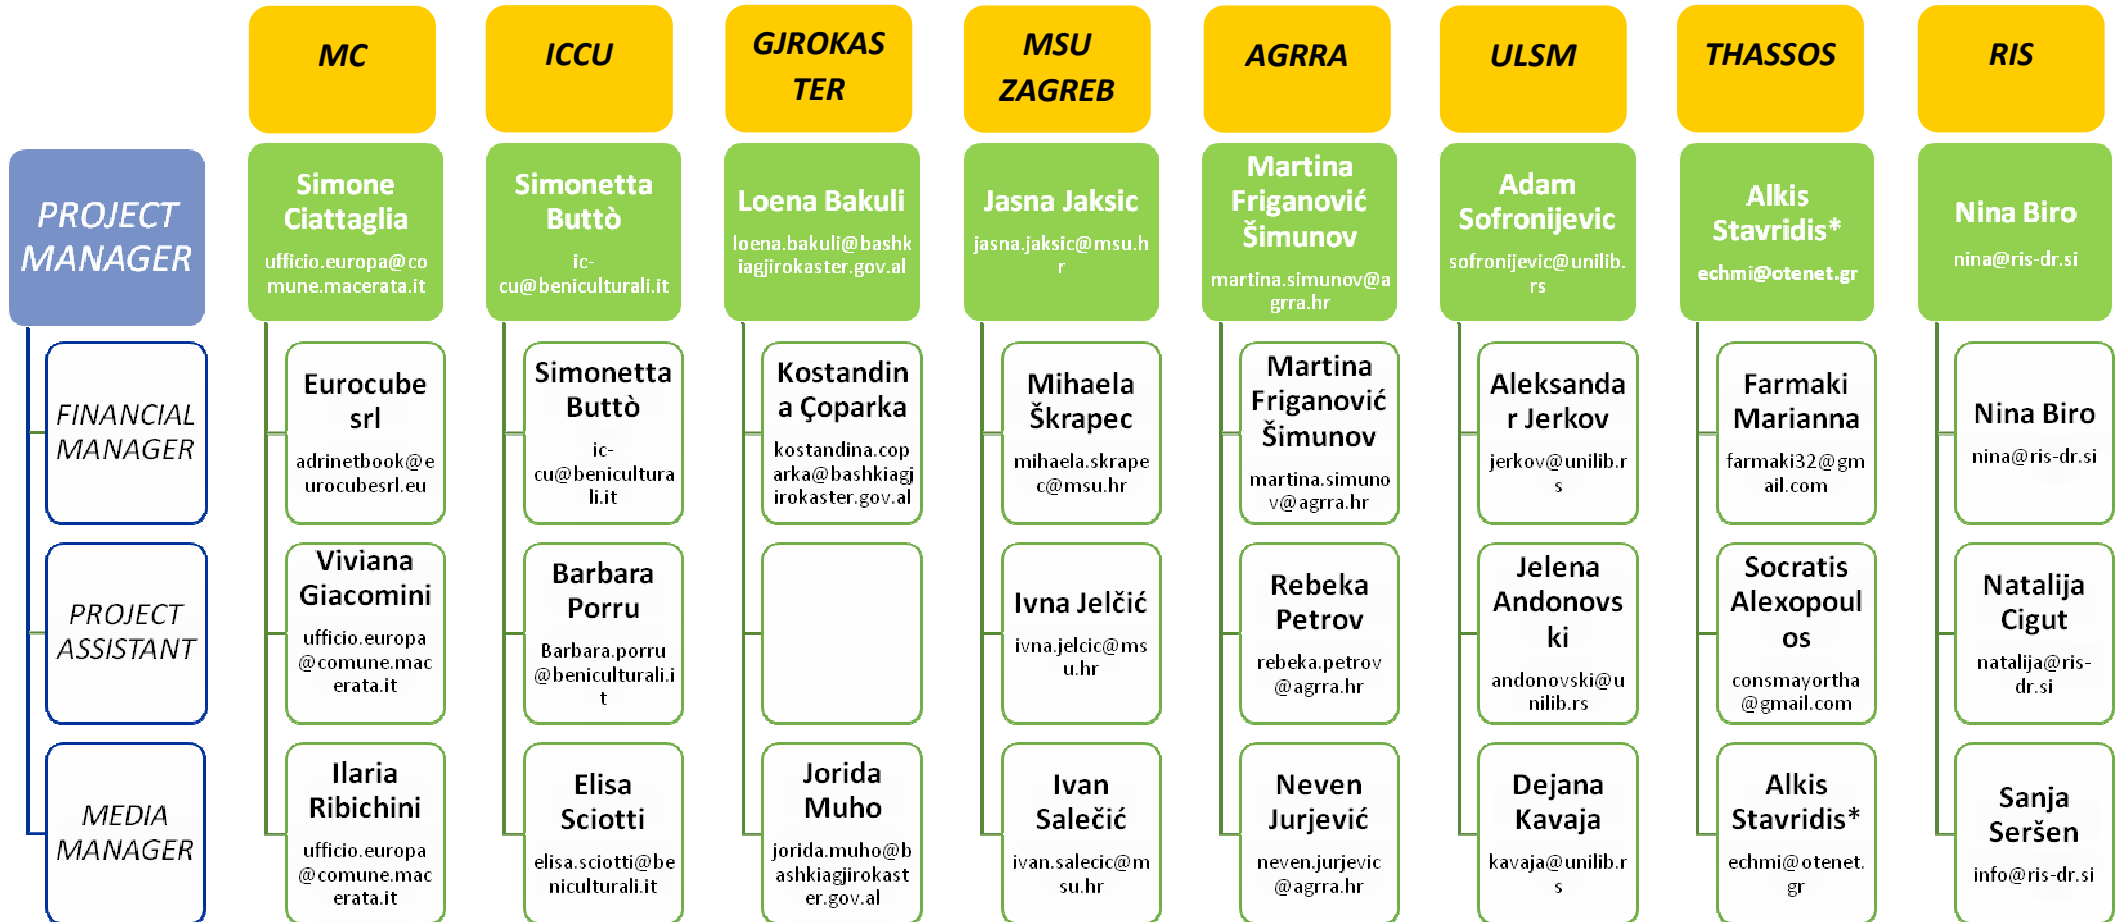 MC
ICCU
GJROKAS
TER
MSU
ZAGREB
AGRRA
ULSM
THASSOS
RIS
PROJECT
MANAGER
Simone
Ciattaglia
ufficio.europa@co
mune.macerata.it
Simonetta
Buttò
ic-
cu@beniculturali.it
Loena Bakuli
loena.bakuli@bashk
iagjirokaster.gov.al
Jasna Jaksic
jasna.jaksic@msu.h
r
Martina
Friganović
Šimunov
martina.simunov@a
grra.hr
Adam
Sofronijevic
sofronijevic@unilib.
rs
Alkis
Stavridis*
echmi@otenet.gr
Nina Biro
nina@ris-dr.si
FINANCIAL
MANAGER
Eurocube
srl
adrinetbook@e
urocubesrl.eu
Simonetta
Buttò
ic-
cu@benicultura
li.it
Kostandin
a Çoparka
kostandina.cop
arka@bashkiagj
irokaster.gov.al
Mihaela
Škrapec
mihaela.skrape
c@msu.hr
Martina
Friganović
Šimunov
martina.simuno
v@agrra.hr
Aleksanda
r Jerkov
jerkov@unilib.r
s
Farmaki
Marianna
farmaki32@gm
ail.com
Nina Biro
nina@ris-dr.si
PROJECT
ASSISTANT
Viviana
Giacomini
ufficio.europa
@comune.mac
erata.it
Barbara
Porru
Barbara.porru
@beniculturali.i
t
Ivna Jelčić
ivna.jelcic@ms
u.hr
Rebeka
Petrov
rebeka.petrov
@agrra.hr
Jelena
Andonovs
ki
andonovski@u
nilib.rs
Socratis
Alexopoul
os
consmayortha
@gmail.com
Natalija
Cigut
natalija@ris-
dr.si
MEDIA
MANAGER
Ilaria
Ribichini
ufficio.europa
@comune.mac
erata.it
Elisa
Sciotti
elisa.sciotti@be
niculturali.it
Jorida
Muho
jorida.muho@b
ashkiagjirokast
er.gov.al
Ivan
Salečić
ivan.salecic@m
su.hr
Neven
Jurjević
neven.jurjevic
@agrra.hr
Dejana
Kavaja
kavaja@unilib.r
s
Alkis
Stavridis*
echmi@otenet.
gr
Sanja
Seršen
info@ris-dr.si